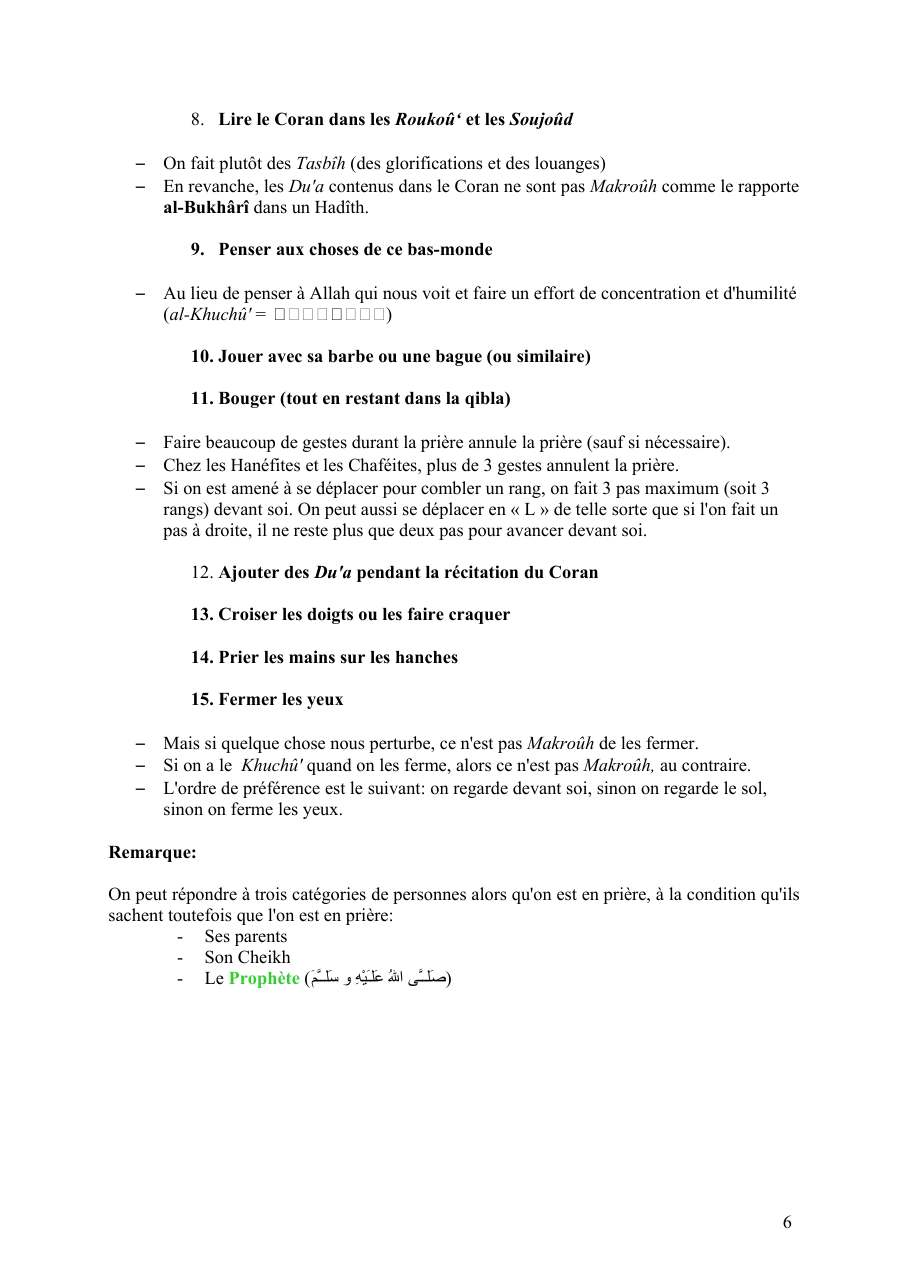 8. Lire le Coran dans les Roukoû‘ et les Soujoûd
– On fait plutôt des Tasbîh (des glorifications et des louanges)
– En revanche, les Du'a contenus dans le Coran ne sont pas Makroûh comme le rapporte
al-Bukhârî dans un Hadîth.
9. Penser aux choses de ce bas-monde
– Au lieu de penser à Allah qui nous voit et faire un effort de concentration et d'humilité
(al-Khuchû' = □□□□□□□□)
10. Jouer avec sa barbe ou une bague (ou similaire)
11. Bouger (tout en restant dans la qibla)
– Faire beaucoup de gestes durant la prière annule la prière (sauf si nécessaire).
– Chez les Hanéfites et les Chaféites, plus de 3 gestes annulent la prière.
– Si on est amené à se déplacer pour combler un rang, on fait 3 pas maximum (soit 3
rangs) devant soi. On peut aussi se déplacer en « L » de telle sorte que si l'on fait un
pas à droite, il ne reste plus que deux pas pour avancer devant soi.
12. Ajouter des Du'a pendant la récitation du Coran
13. Croiser les doigts ou les faire craquer
14. Prier les mains sur les hanches
15. Fermer les yeux
– Mais si quelque chose nous perturbe, ce n'est pas Makroûh de les fermer.
– Si on a le Khuchû' quand on les ferme, alors ce n'est pas Makroûh, au contraire.
– L'ordre de préférence est le suivant: on regarde devant soi, sinon on regarde le sol,
sinon on ferme les yeux.
Remarque:
On peut répondre à trois catégories de personnes alors qu'on est en prière, à la condition qu'ils
sachent toutefois que l'on est en prière:
- Ses parents
- Son Cheikh
- Le Prophète (صَلَــَّى اللهُ عَلَـيْهِ و سَلَــَّمَ)
6